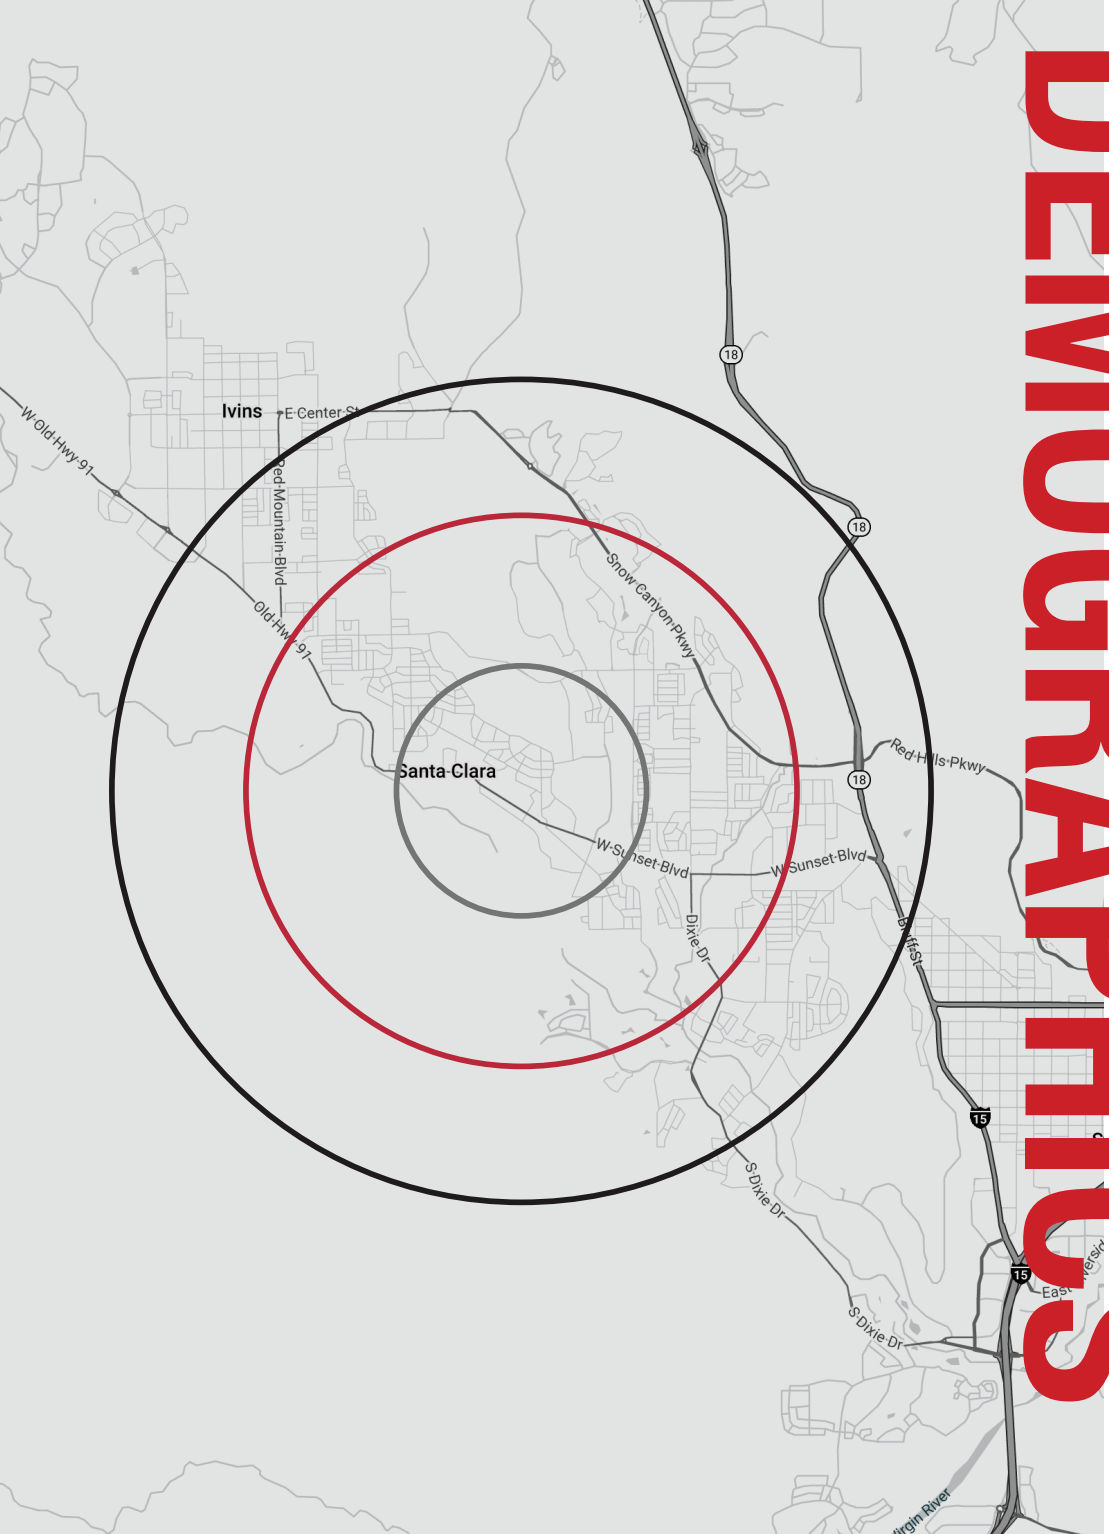 DEMOGRAPHICS
18
Ivins
E Center St
W Old Hwy 91
Red Mountain Blvd
18
Snow Canyon Pkwy
Old Hwy 91
Red Hills Pkwy
Santa Clara
18
W Sunset Blvd
W Sunset Blvd
Dixie Dr
Bluff St
15
S Dixie Dr
15
East
S Dixie Dr
Virgin River